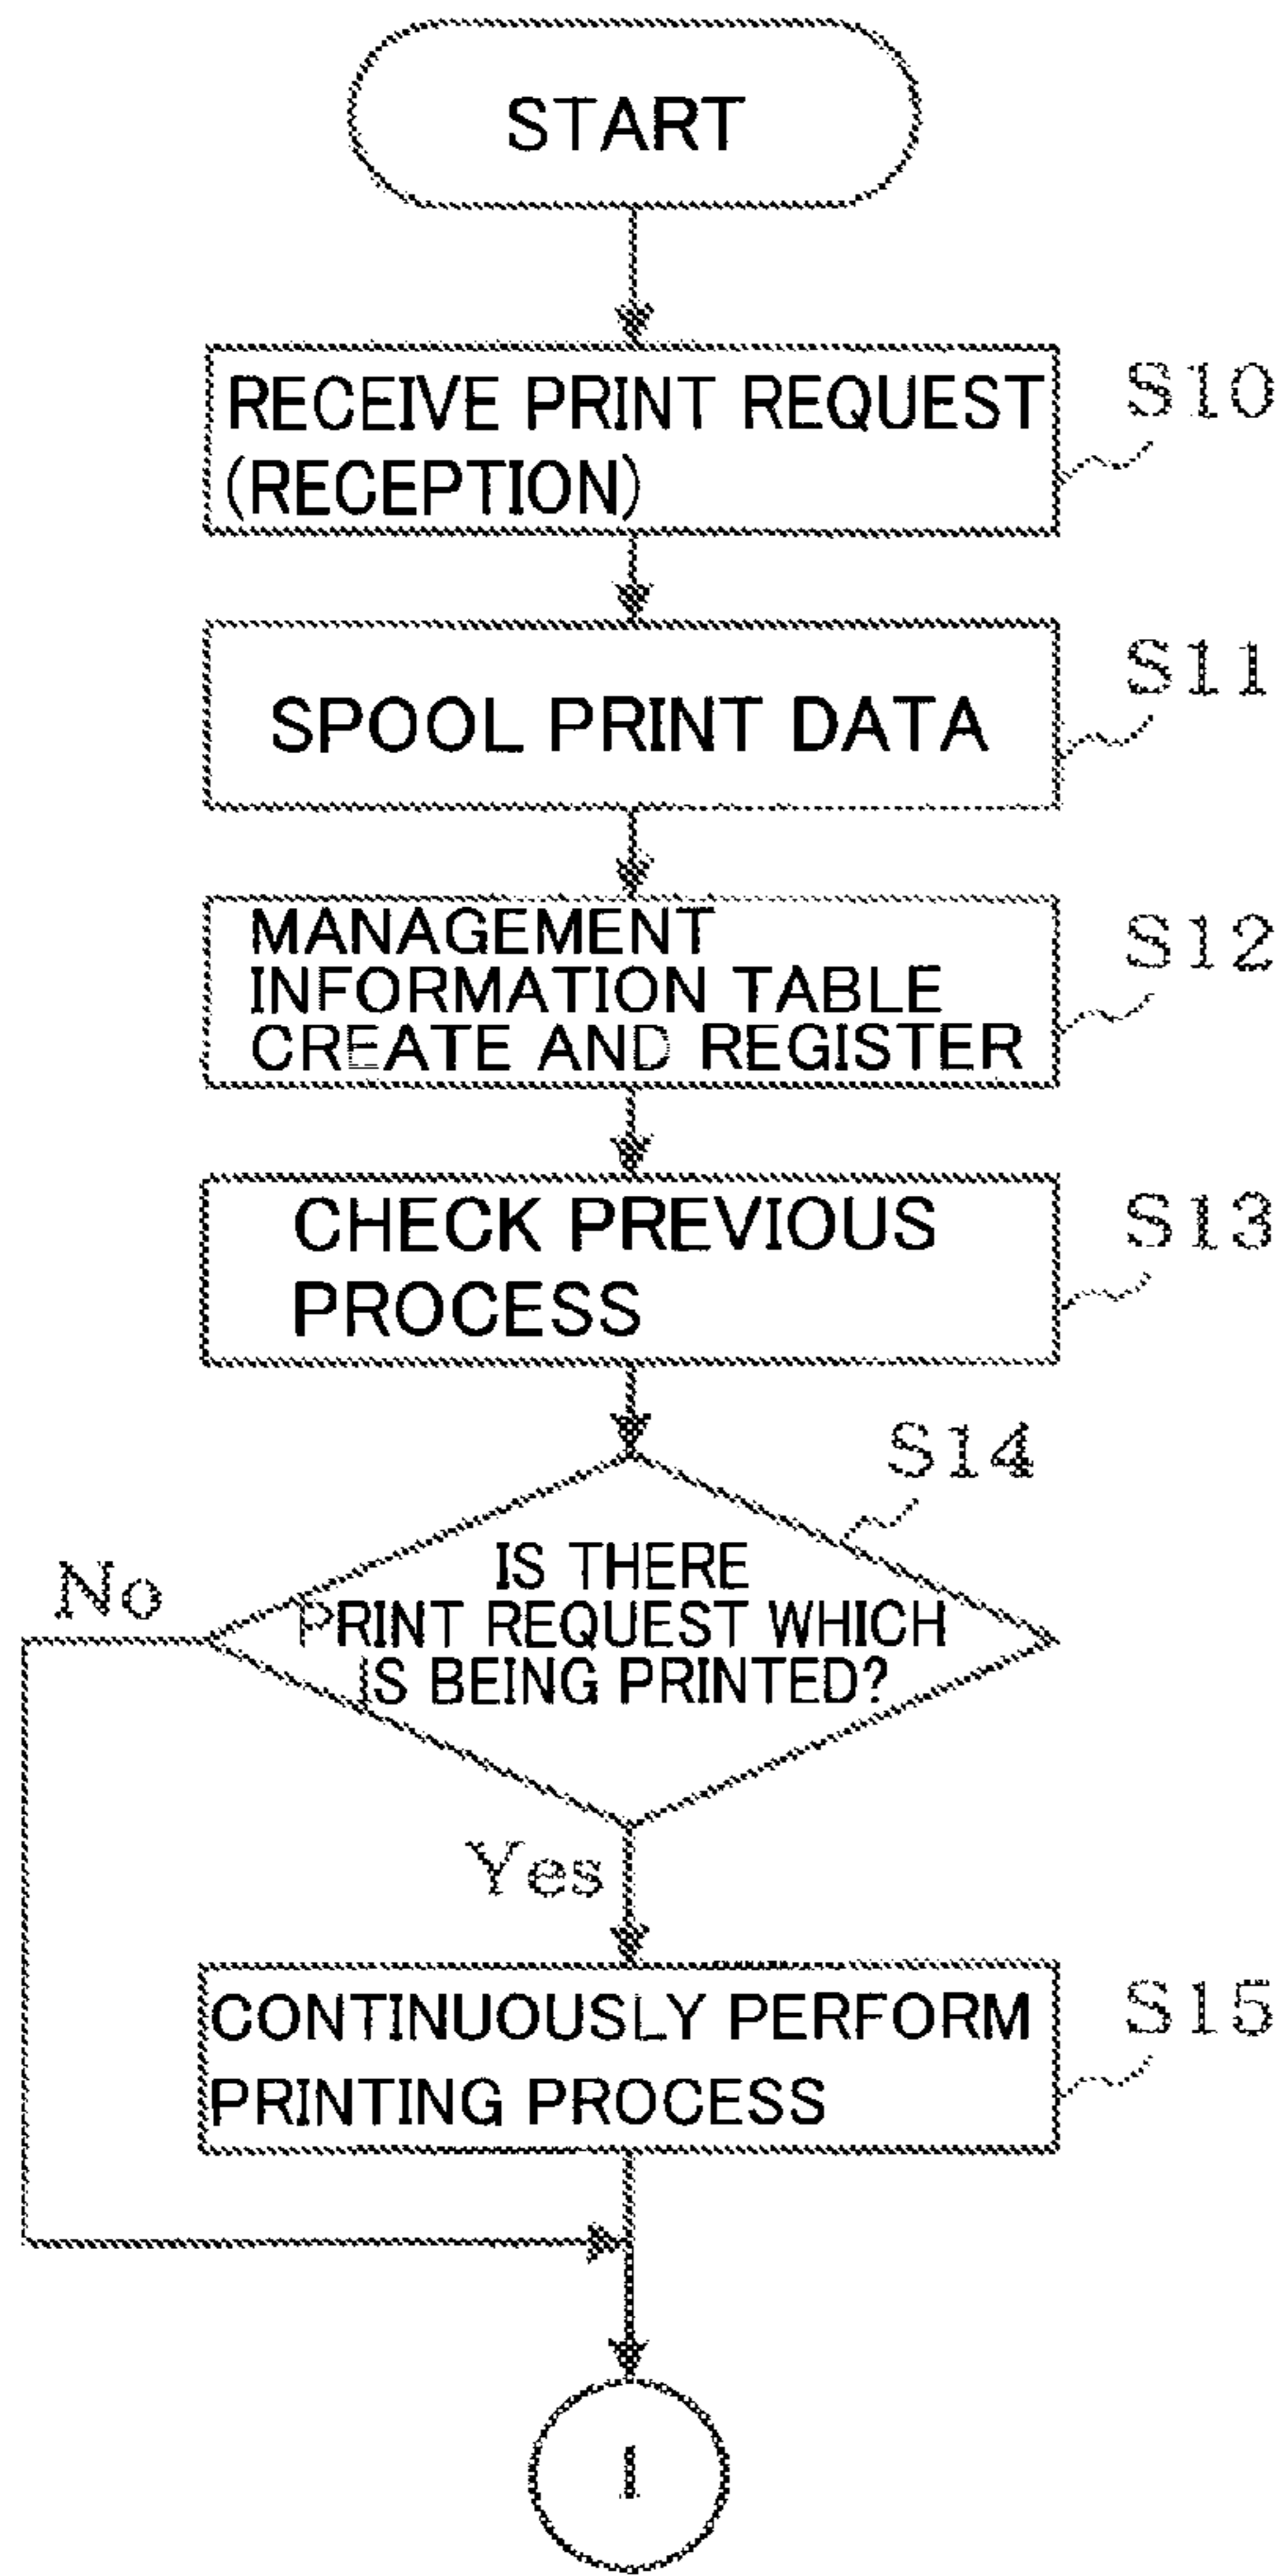 START
RECEIVE PRINT REQUEST
(RECEPTION)
S10
SPOOL PRINT DATA
S11
MANAGEMENT
INFORMATION TABLE
CREATE AND REGISTER
S12
CHECK PREVIOUS
PROCESS
S13
S14
IS THERE
PRINT REQUEST WHICH
IS BEING PRINTED?
No
Yes
CONTINUOUSLY PERFORM
PRINTING PROCESS
S15
1